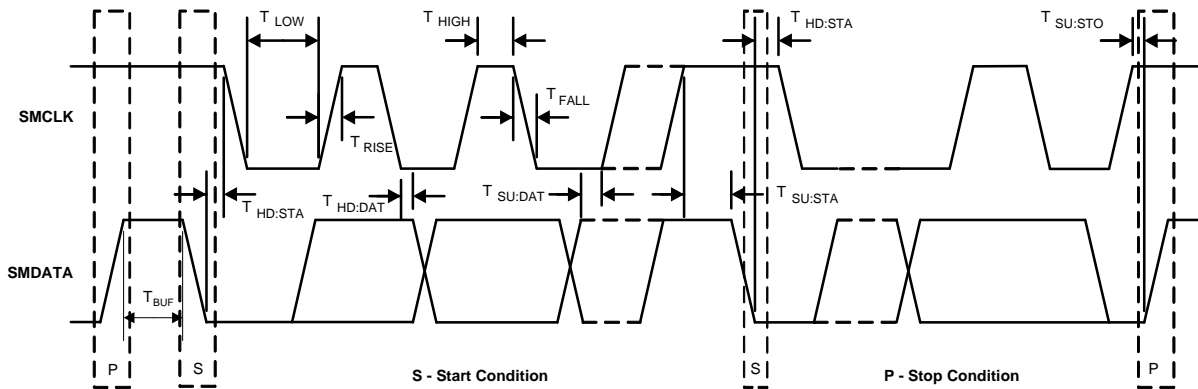 T LOW
T HIGH
T HD:STA
T SU:STO
SMCLK
T FALL
T RISE
T HD:STA
T HD:DAT
T SU:DAT
T SU:STA
SMDATA
T BUF
P
S
S - Start Condition
S
P - Stop Condition
P